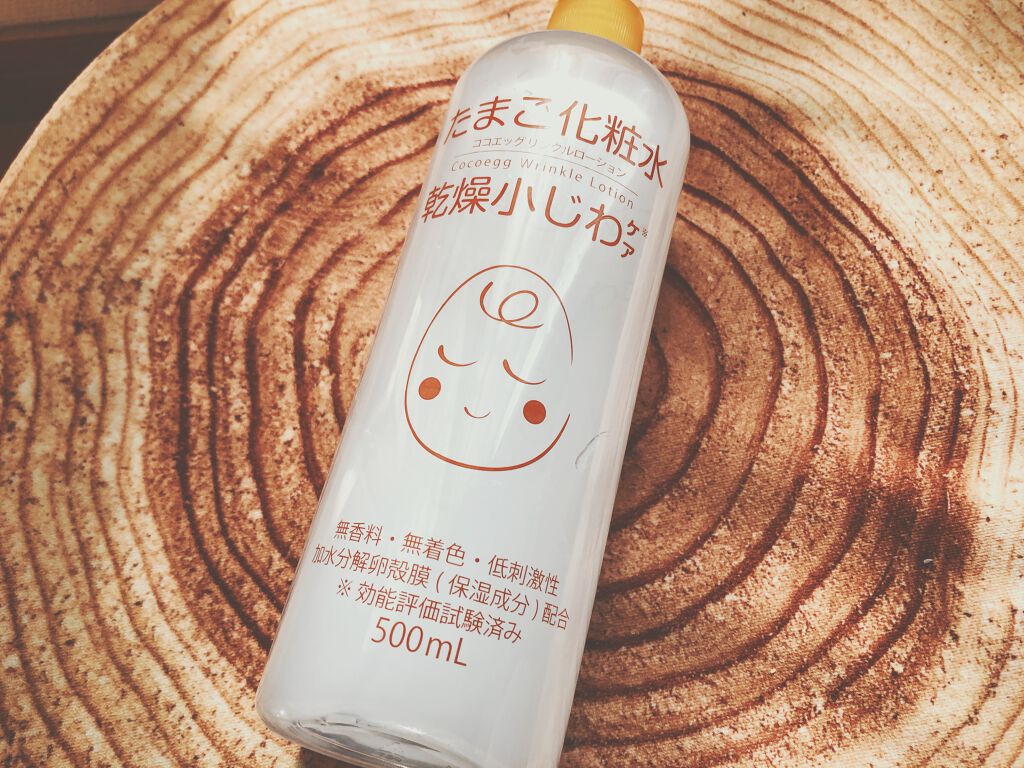 たまご化粧水
ココエッグリンクルローション
Cocoegg Wrinkle Lotion
乾燥小じわケア※
無香料・無着色・低刺激性
加水分解卵殻膜(保湿成分)配合
※効能評価試験済み
500mL